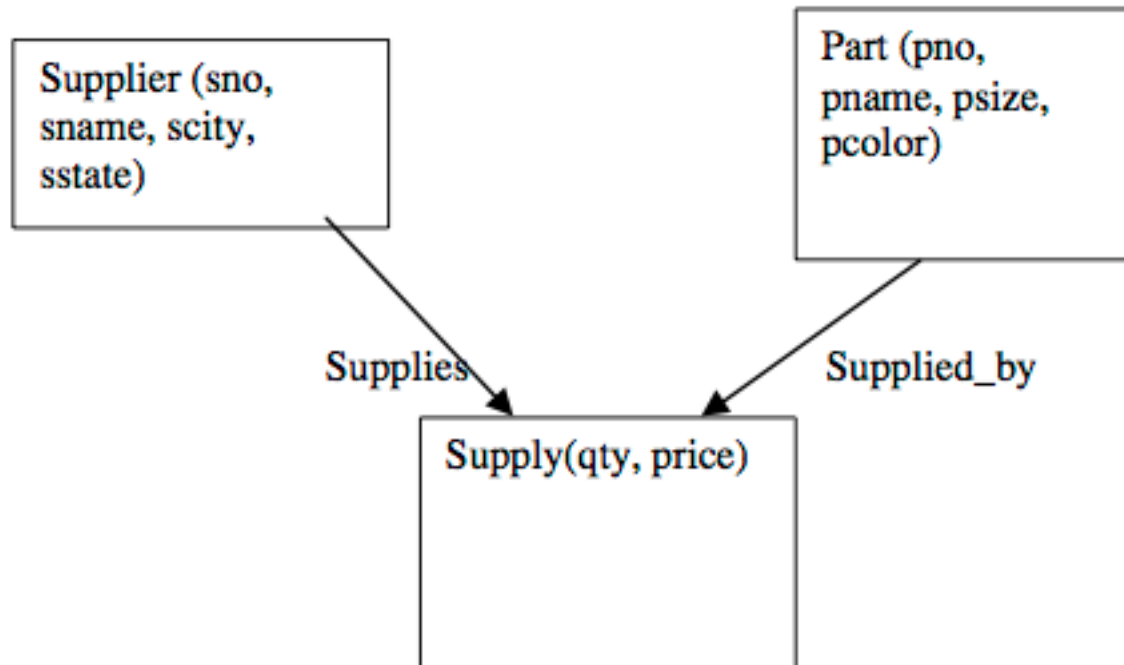 Supplier (sno,
sname, scity,
sstate)
Part (pno,
pname, psize,
pcolor)
Supplies
Supplied_by
Supply(qty, price)